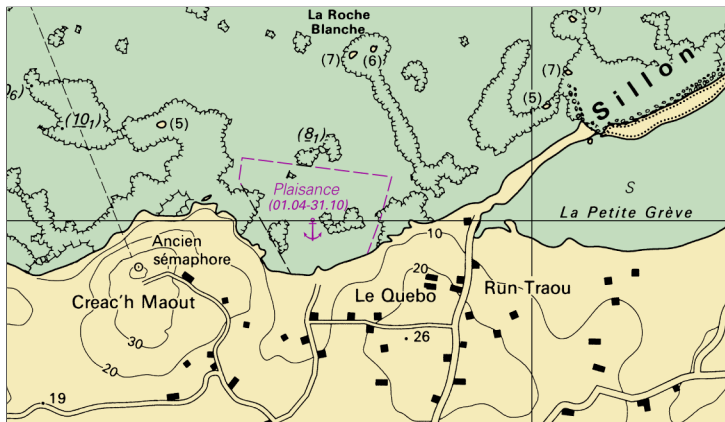 La Roche
Blanche
(8)
(7)
(6)
(7)
Sillon
(10₁)
(5)
(5)
(8₁)
Plaisance
(01.04-31.10)
S
La Petite Grève
10
Ancien
sémaphore
20
Creac'h Maout
Le Quebo
Run Traou
26
30
20
19